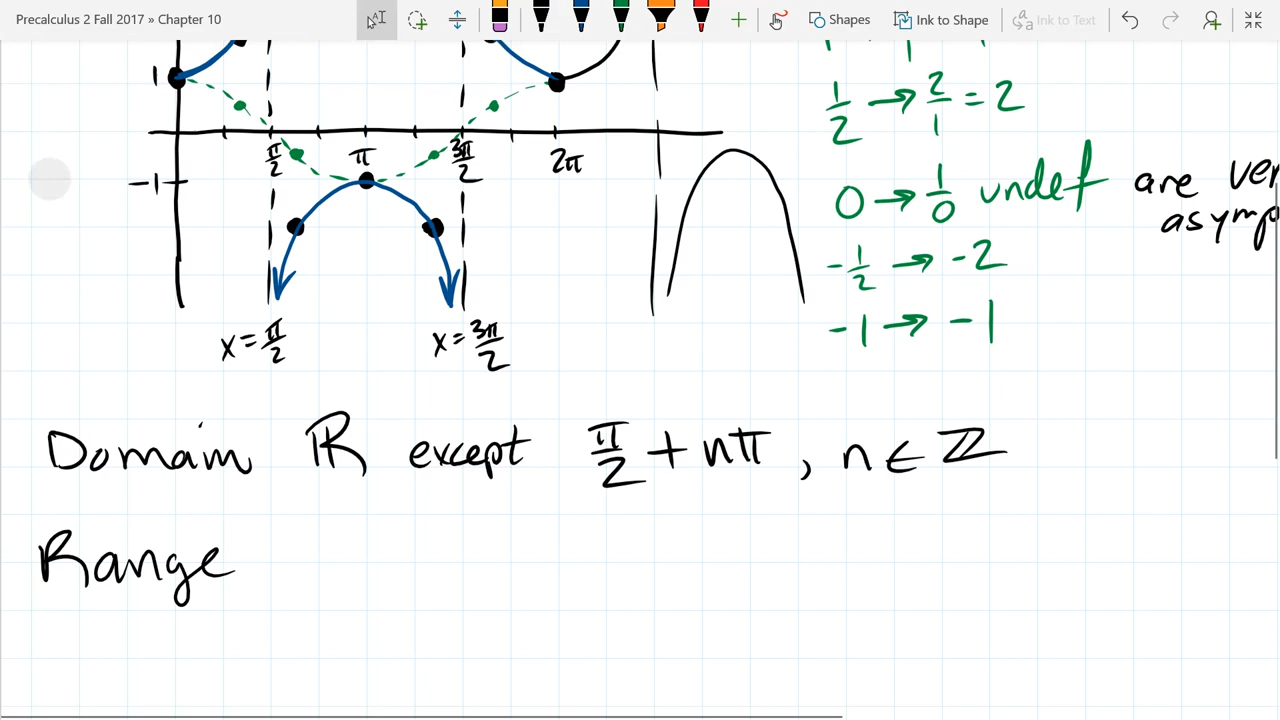 Precalculus 2 Fall 2017 » Chapter 10
Shapes
Ink to Shape
Ink to Text
1
-1
π/2
π
3π/2
2π
x = π/2
x = 3π/2
1/2 → 2/1 = 2
0 → 1/0 undef
are ver
asymp
-1/2 → -2
-1 → -1
Domain ℝ except π/2 + nπ, n ∈ ℤ
Range